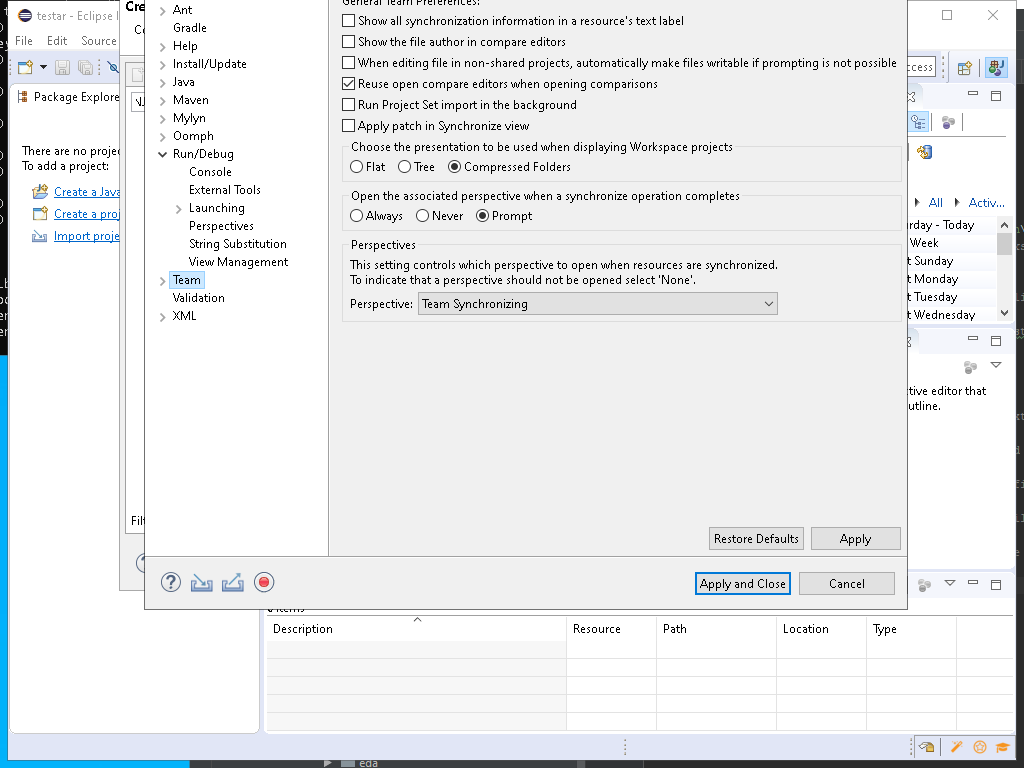 testar - Eclipse I
Cre
File Edit Source
Package Explore
There are no projec
To add a project:
Create a Java
Create a proj
Import proje
Ant
Gradle
Help
Install/Update
Java
Maven
Mylyn
Oomph
Run/Debug
Console
External Tools
Launching
Perspectives
String Substitution
View Management
Team
Validation
XML
General Team Preferences:
Show all synchronization information in a resource's text label
Show the file author in compare editors
When editing file in non-shared projects, automatically make files writable if prompting is not possible
Reuse open compare editors when opening comparisons
Run Project Set import in the background
Apply patch in Synchronize view
Choose the presentation to be used when displaying Workspace projects
Flat Tree Compressed Folders
Open the associated perspective when a synchronize operation completes
Always Never Prompt
Perspectives
This setting controls which perspective to open when resources are synchronized.
To indicate that a perspective should not be opened select 'None'.
Perspective: Team Synchronizing
Restore Defaults Apply
Apply and Close Cancel
Filt
cess
All Activ...
rday - Today
Week
t Sunday
t Monday
t Tuesday
t Wednesday
tive editor that
utline.
Description Resource Path Location Type
eda